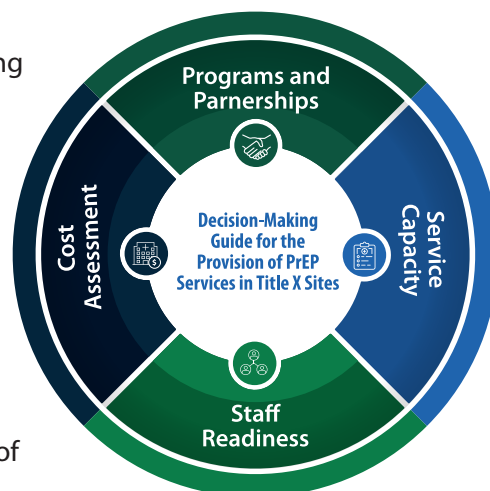 ng
Programs and
Parnerships
Cost
Assessment
Decision-Making
Guide for the
Provision of PrEP
Services in Title X Sites
Service
Capacity
Staff
Readiness
of